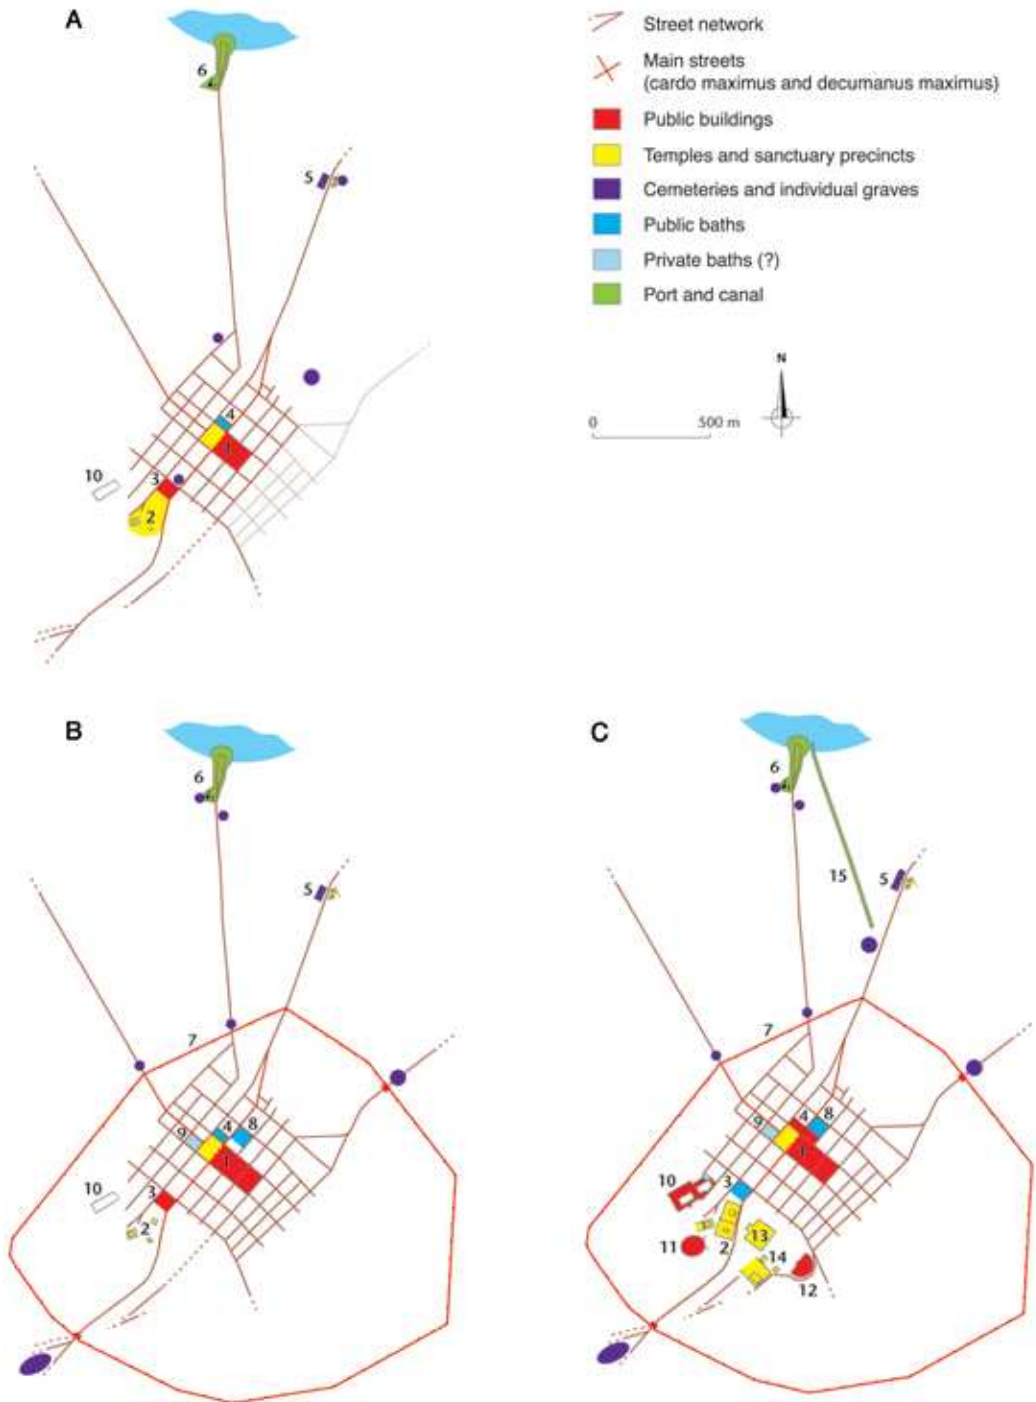 A
6
5
4
1
10
3
2
Street network
Main streets
(cardo maximus and decumanus maximus)
Public buildings
Temples and sanctuary precincts
Cemeteries and individual graves
Public baths
Private baths (?)
Port and canal
N
0 500 m
B
6
5
7
9 4 8
1
10 3
2
C
6
15 5
7
9 4 8
1
10 3
11 2 13
14
12